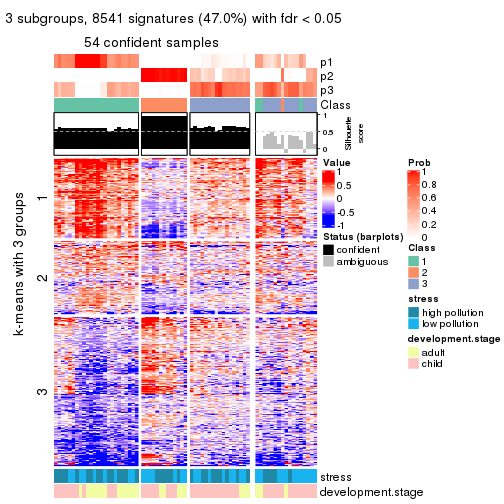 3 subgroups, 8541 signatures (47.0%) with fdr < 0.05
54 confident samples
p1
p2
p3
Class
1
0.5
0
Silhouette
score
k-means with 3 groups
1
2
3
stress
development.stage
Value
1
0.5
0
-0.5
-1
Status (barplots)
confident
ambiguous
Prob
1
0.8
0.6
0.4
0.2
0
Class
1
2
3
stress
high pollution
low pollution
development.stage
adult
child